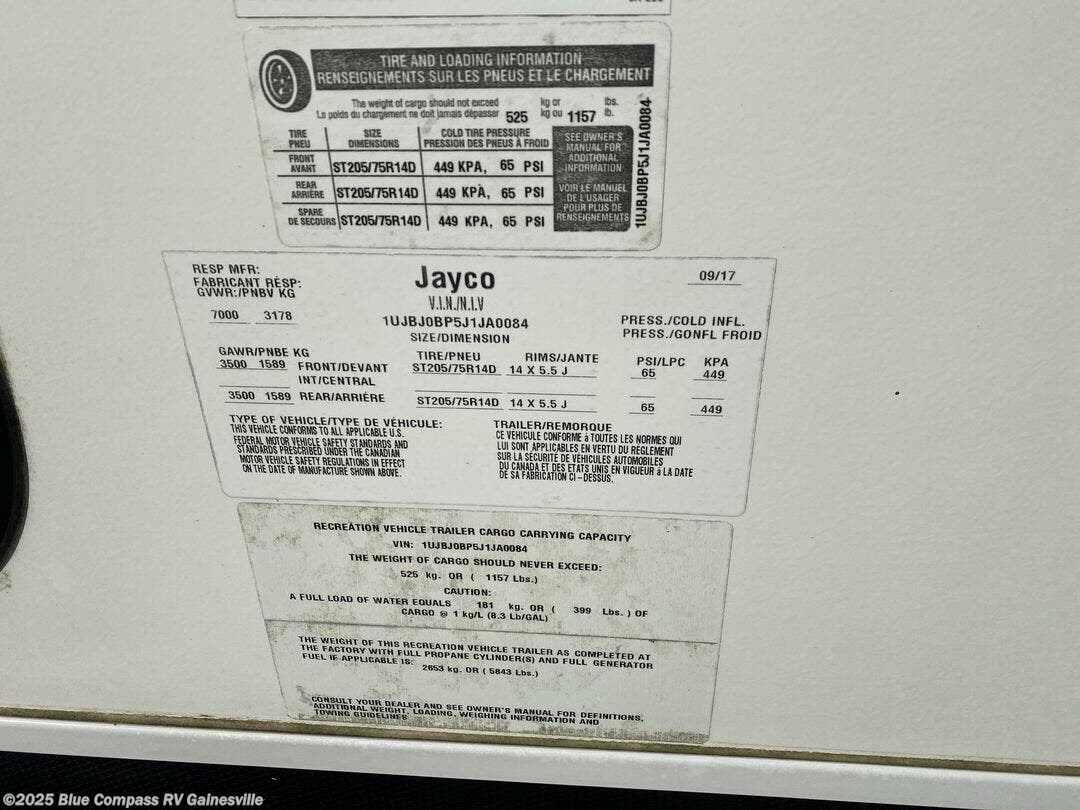 TIRE AND LOADING INFORMATION
RENSEIGNEMENTS SUR LES PNEUS ET LE CHARGEMENT
The weight of cargo should not exceed kg or lbs.
Le poids du chargement ne doit jamais dépasser 525 kg ou 1157 lb.
TIRE SIZE COLD TIRE PRESSURE
PNEU DIMENSIONS PRESSION DES PNEUS À FROID
FRONT
AVANT ST205/75R14D 449 KPA, 65 PSI
REAR
ARRIÈRE ST205/75R14D 449 KPA, 65 PSI
SPARE
DE SECOURS ST205/75R14D 449 KPA, 65 PSI
SEE OWNER'S
MANUAL FOR
ADDITIONAL
INFORMATION
VOIR LE MANUEL
DE L'USAGER
POUR PLUS DE
RENSEIGNEMENTS
1UJBJ0BP5J1JA0084
RESP MFR: Jayco 09/17
FABRICANT RÉSP:
GVWR:/PNBV KG V.I.N./N.I.V
7000 3178 1UJBJ0BP5J1JA0084 PRESS./COLD INFL.
SIZE/DIMENSION PRESS./GONFL FROID
GAWR/PNBE KG TIRE/PNEU RIMS/JANTE PSI/LPC KPA
3500 1589 FRONT/DEVANT ST205/75R14D 14 X 5.5 J 65 449
INT/CENTRAL
3500 1589 REAR/ARRIÈRE ST205/75R14D 14 X 5.5 J 65 449
TYPE OF VEHICLE/TYPE DE VÉHICULE: TRAILER/REMORQUE
THIS VEHICLE CONFORMS TO ALL APPLICABLE U.S.
FEDERAL MOTOR VEHICLE SAFETY STANDARDS AND
STANDARDS PRESCRIBED UNDER THE CANADIAN
MOTOR VEHICLE SAFETY REGULATIONS IN EFFECT
ON THE DATE OF MANUFACTURE SHOWN ABOVE.
CE VEHICULE CONFORME à TOUTES LES NORMES QUI
LUI SONT APPLICABLES EN VERTU DU RÉGLEMENT
SUR LA SÉCURITÉ DE VÉHICULES AUTOMOBILES
DU CANADA ET DES ETATS UNIS EN VIGUEUR à LA DATE
DE SA FABRICATION CI-DESSUS.
RECREATION VEHICLE TRAILER CARGO CARRYING CAPACITY
VIN: 1UJBJ0BP5J1JA0084
THE WEIGHT OF CARGO SHOULD NEVER EXCEED:
525 kg. OR ( 1157 Lbs.)
CAUTION:
A FULL LOAD OF WATER EQUALS 181 kg. OR ( 399 Lbs. ) OF
CARGO @ 1 kg/L (8.3 Lb/GAL)
THE WEIGHT OF THIS RECREATION VEHICLE TRAILER AS COMPLETED AT
THE FACTORY WITH FULL PROPANE CYLINDER(S) AND FULL GENERATOR
FUEL IF APPLICABLE IS: 2653 kg. OR ( 5843 Lbs.)
CONSULT YOUR DEALER AND SEE OWNER'S MANUAL FOR DEFINITIONS,
ADDITIONAL WEIGHT, LOADING, WEIGHING INFORMATION AND
TOWING GUIDELINES
©2025 Blue Compass RV Gainesville